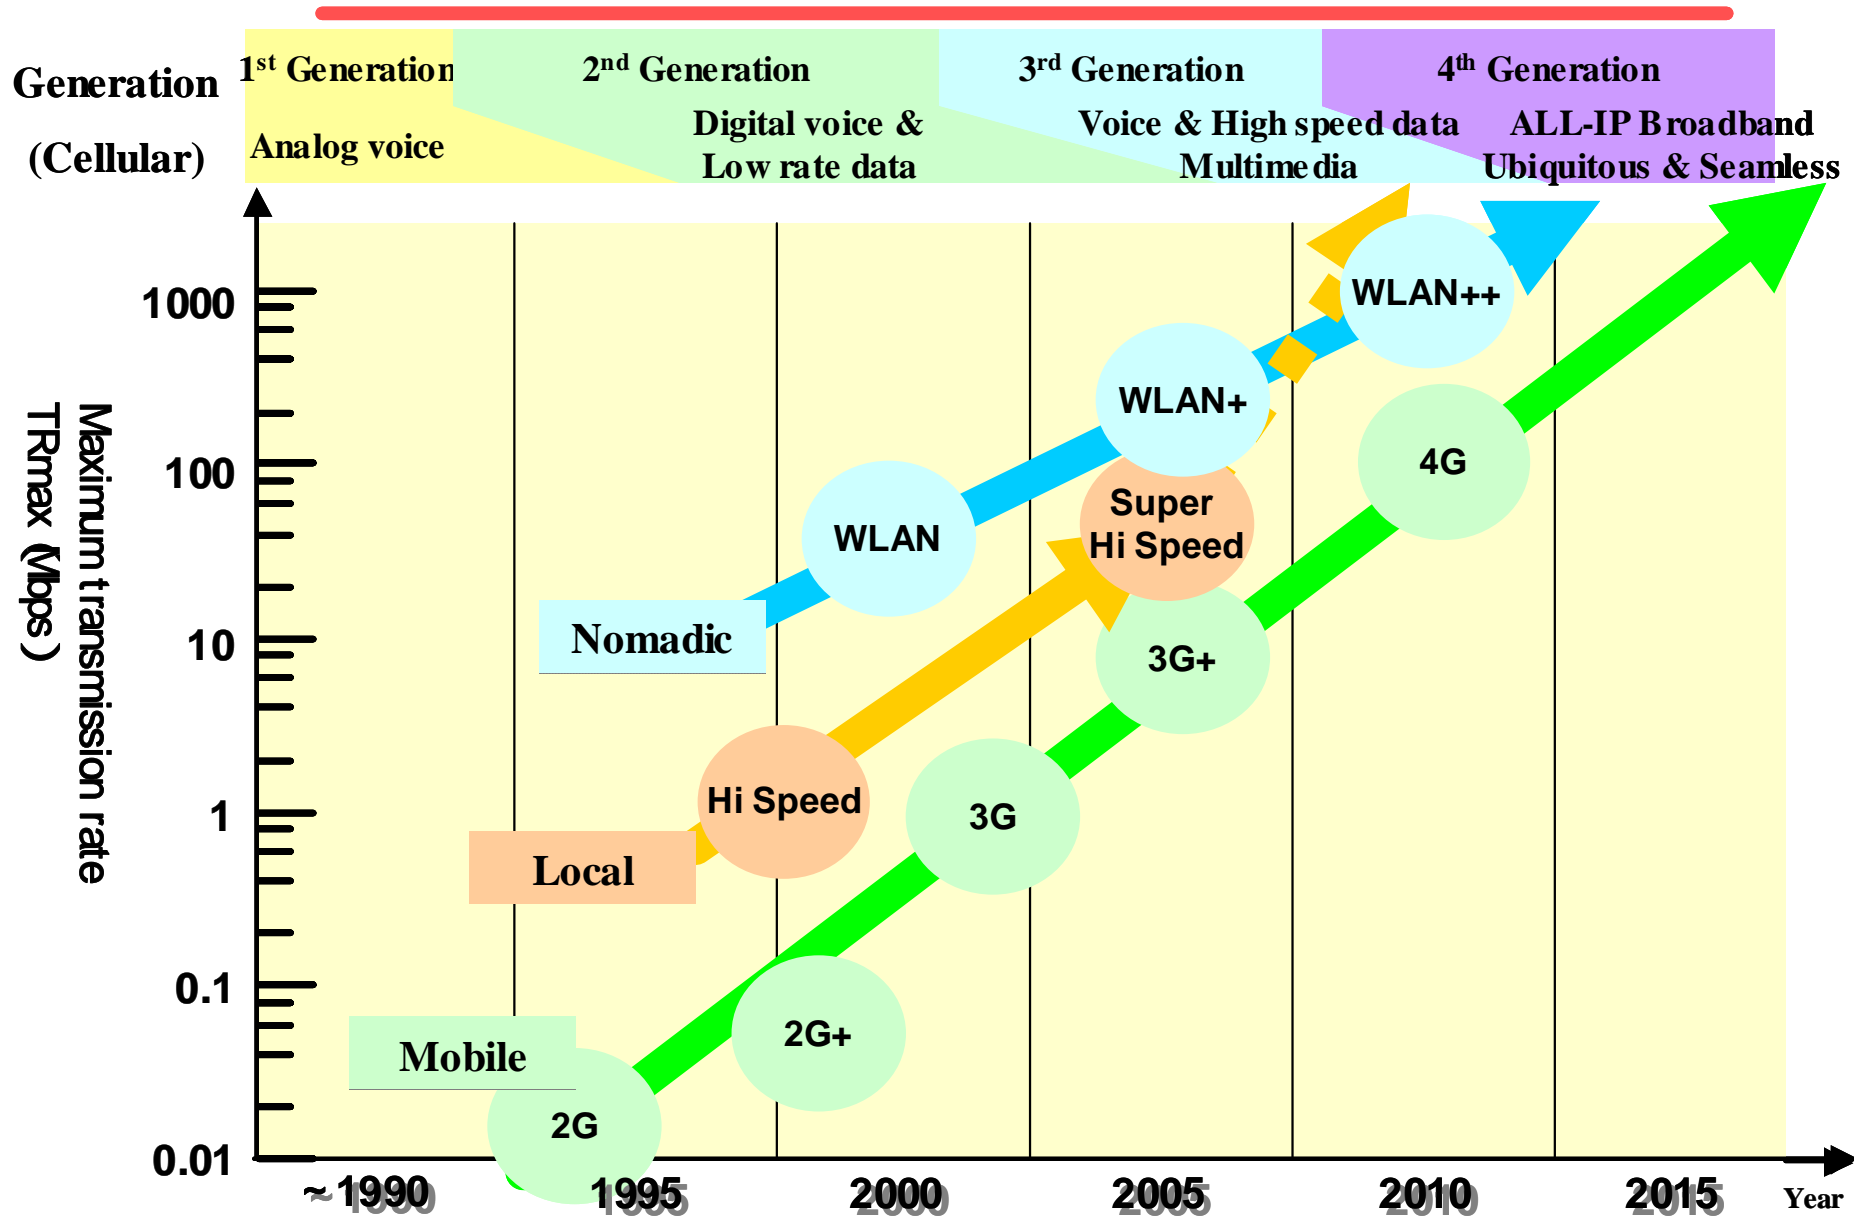 Generation
(Cellular)
1st Generation
2nd Generation
3rd Generation
4th Generation
Analog voice
Digital voice &
Low rate data
Voice & High speed data
Multimedia
ALL-IP Broadband
Ubiquitous & Seamless
Maximum transmission rate
TRmax (Mbps)
1000
100
10
1
0.1
0.01
WLAN++
WLAN+
4G
WLAN
Super
Hi Speed
Nomadic
3G+
Hi Speed
3G
Local
2G+
Mobile
2G
~1990
1995
2000
2005
2010
2015
Year